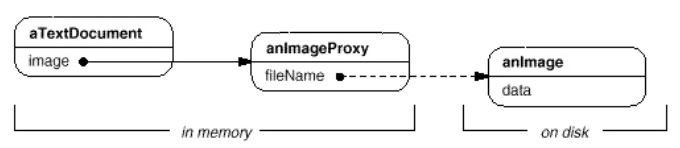 aTextDocument
image
anImageProxy
fileName
anImage
data
in memory
on disk